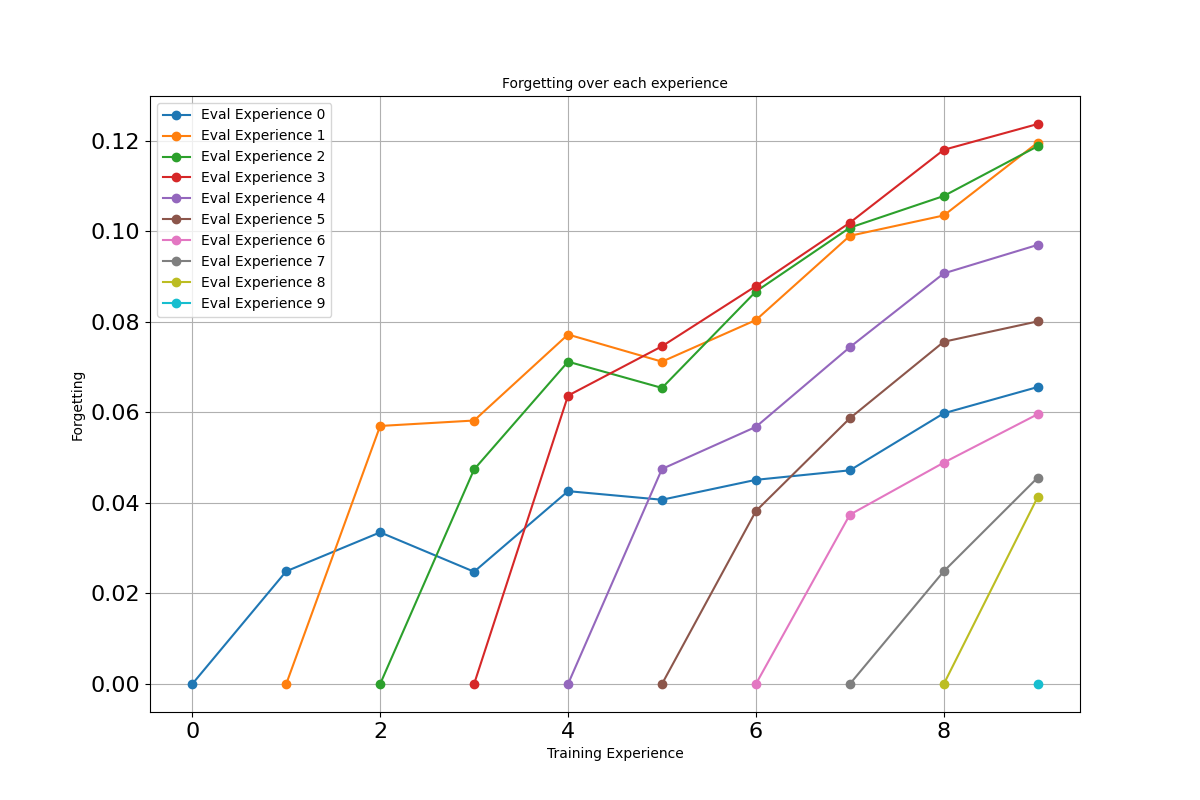 Forgetting over each experience
Eval Experience 0
Eval Experience 1
Eval Experience 2
Eval Experience 3
Eval Experience 4
Eval Experience 5
Eval Experience 6
Eval Experience 7
Eval Experience 8
Eval Experience 9
0.12
0.10
0.08
0.06
0.04
0.02
0.00
Forgetting
0 2 4 6 8
Training Experience